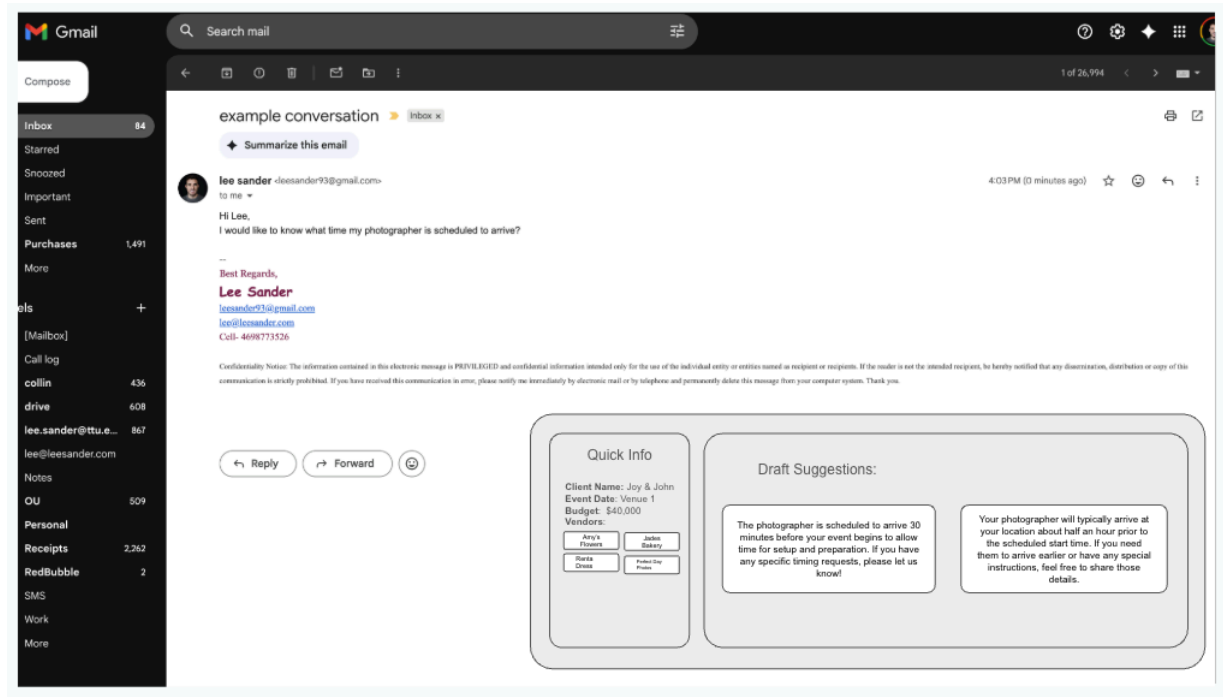 Gmail
Search mail
Compose
1 of 26,994
Inbox 84
Starred
Snoozed
Important
Sent
Purchases 1,491
More
els
[Mailbox]
Call log
collin 436
drive 608
lee.sander@ttu.e... 867
lee@leesander.com
Notes
OU 509
Personal
Receipts 2,262
RedBubble 2
SMS
Work
More
example conversation Inbox x
Summarize this email
lee sander <leesander93@gmail.com> 4:03 PM (0 minutes ago)
to me
Hi Lee,
I would like to know what time my photographer is scheduled to arrive?
--
Best Regards,
Lee Sander
leesander93@gmail.com
lee@leesander.com
Cell- 4698773526
Confidentiality Notice: The information contained in this electronic message is PRIVILEGED and confidential information intended only for the use of the individual entity or entities named as recipient or recipients. If the reader is not the intended recipient, be hereby notified that any dissemination, distribution or copy of this
communication is strictly prohibited. If you have received this communication in error, please notify me immediately by electronic mail or by telephone and permanently delete this message from your computer system. Thank you.
Reply Forward
Quick Info
Client Name: Joy & John
Event Date: Venue 1
Budget: $40,000
Vendors:
Amy's
Flowers
Jades
Bakery
Renta
Dress
Perfect Day
Photos
Draft Suggestions:
The photographer is scheduled to arrive 30
minutes before your event begins to allow
time for setup and preparation. If you have
any specific timing requests, please let us
know!
Your photographer will typically arrive at
your location about half an hour prior to
the scheduled start time. If you need
them to arrive earlier or have any special
instructions, feel free to share those
details.